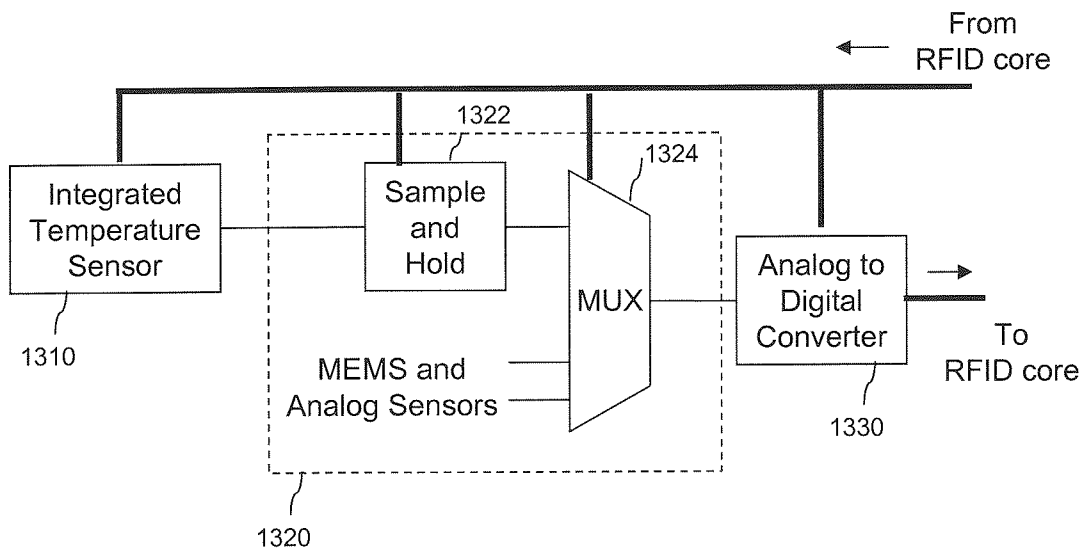 From
RFID core
1322
1324
Integrated
Temperature
Sensor
Sample
and
Hold
MUX
Analog to
Digital
Converter
1310
MEMS and
Analog Sensors
To
RFID core
1330
1320